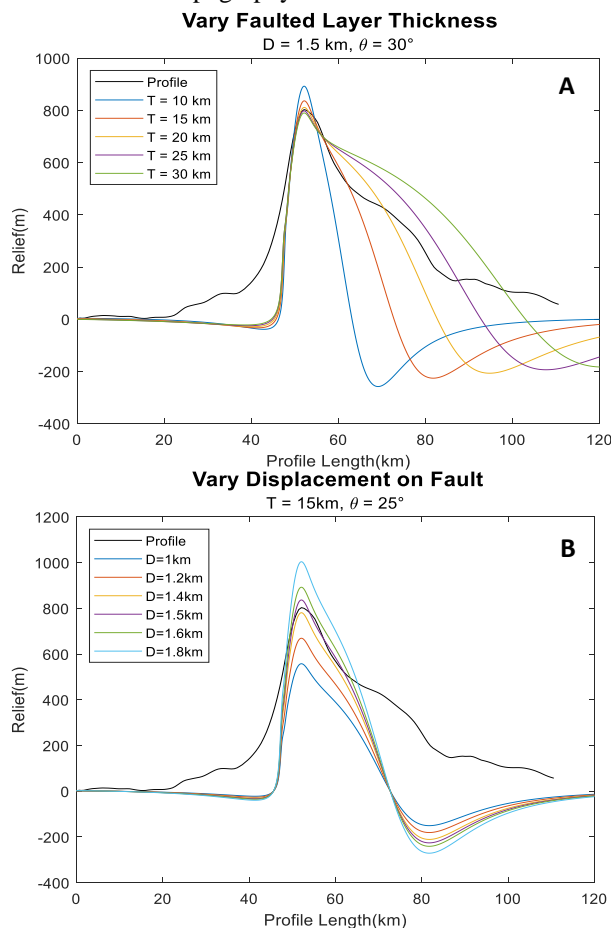 Vary Faulted Layer Thickness
D = 1.5 km, θ = 30°
1000
800
600
400
200
0
-200
-400
Relief(m)
Profile
T = 10 km
T = 15 km
T = 20 km
T = 25 km
T = 30 km
A
0 20 40 60 80 100 120
Profile Length(km)
Vary Displacement on Fault
T = 15km, θ = 25°
1200
1000
800
600
400
200
0
-200
-400
Relief(m)
Profile
D=1km
D=1.2km
D=1.4km
D=1.5km
D=1.6km
D=1.8km
B
0 20 40 60 80 100 120
Profile Length(km)